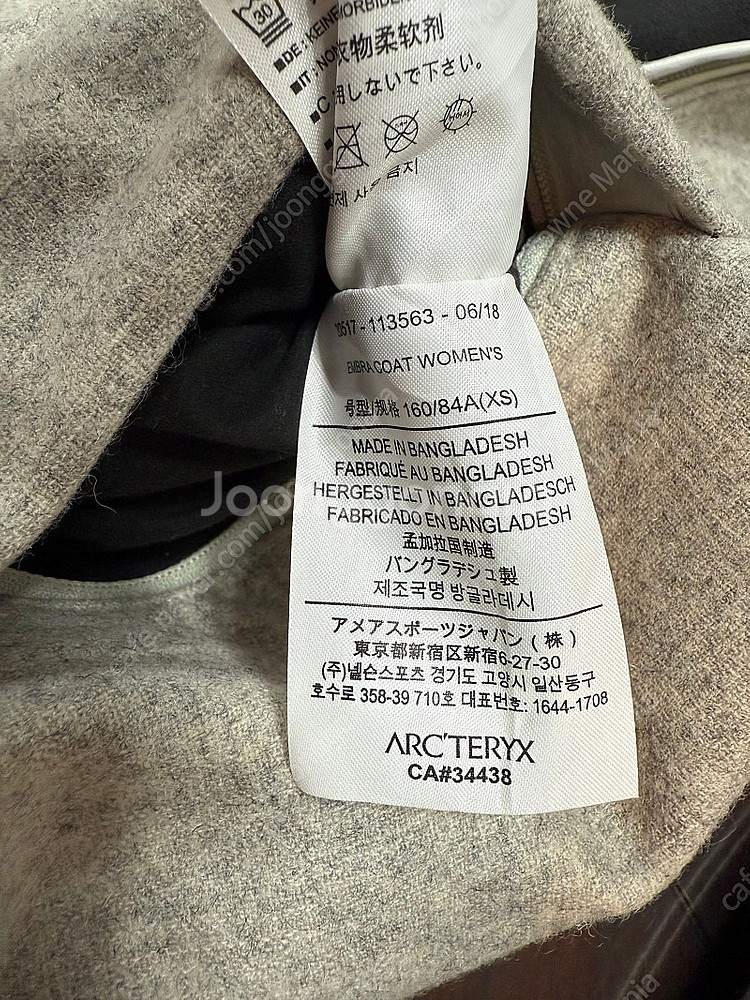 30
■DE: KEINE
■IT: NON
衣物柔软剂
用しないで下さい。
금지
113563 - 06/18
EMBRA COAT WOMEN'S
号型/规格 160/84A(XS)
MADE IN BANGLADESH
FABRIQUÉ AU BANGLADESH
HERGESTELLT IN BANGLADESCH
FABRICADO EN BANGLADESH
孟加拉国制造
バングラデシュ製
제조국명 방글라데시
アメアスポーツジャパン ( 株 )
東京都新宿区新宿6-27-30
(주)넬슨스포츠 경기도 고양시 일산동구
호수로 358-39 710호 대표번호: 1644-1708
ARC'TERYX
CA#34438
Joo